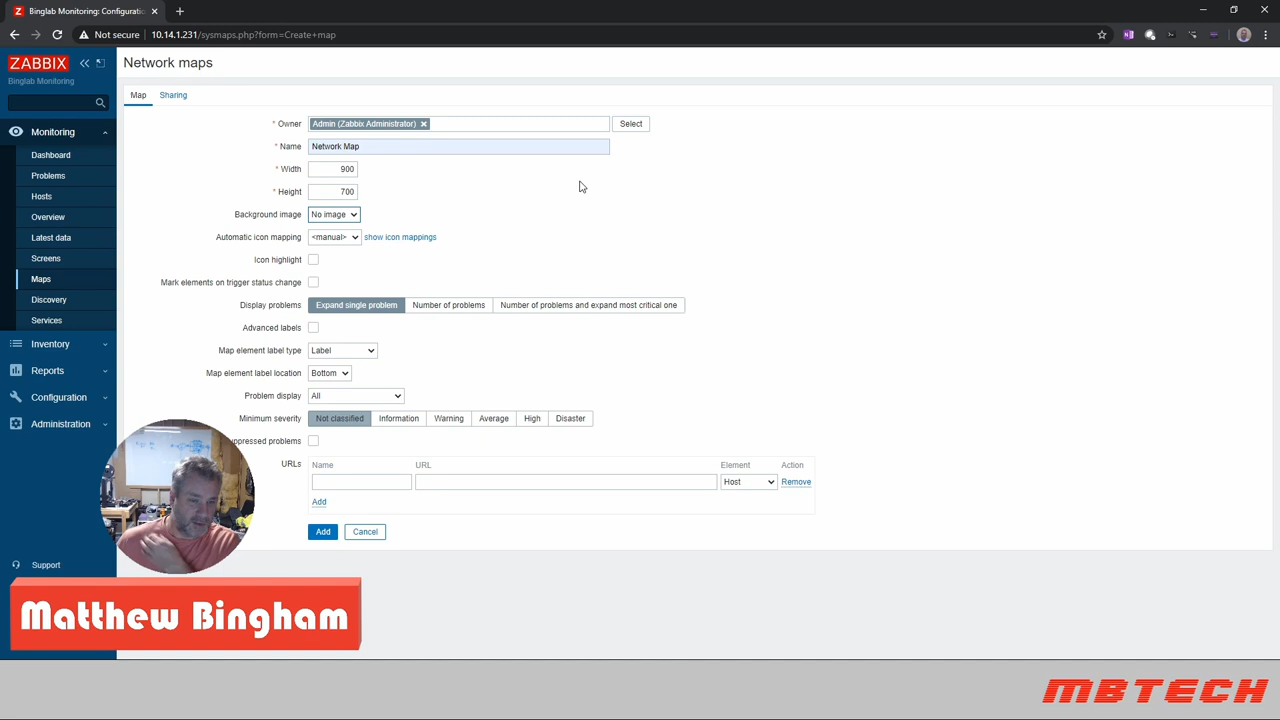 Binglab Monitoring: Configurati
Not secure 10.14.1.231/sysmaps.php?form=Create+map
ZABBIX
Binglab Monitoring
Monitoring
Dashboard
Problems
Hosts
Overview
Latest data
Screens
Maps
Discovery
Services
Inventory
Reports
Configuration
Administration
Support
Network maps
Map Sharing
* Owner Admin (Zabbix Administrator) Select
* Name Network Map
* Width 900
* Height 700
Background image No image
Automatic icon mapping <manual> show icon mappings
Icon highlight
Mark elements on trigger status change
Display problems Expand single problem Number of problems Number of problems and expand most critical one
Advanced labels
Map element label type Label
Map element label location Bottom
Problem display All
Minimum severity Not classified Information Warning Average High Disaster
problems
URLs Name URL Element Action
Host Remove
Add
Add Cancel
Matthew Bingham
MBTECH